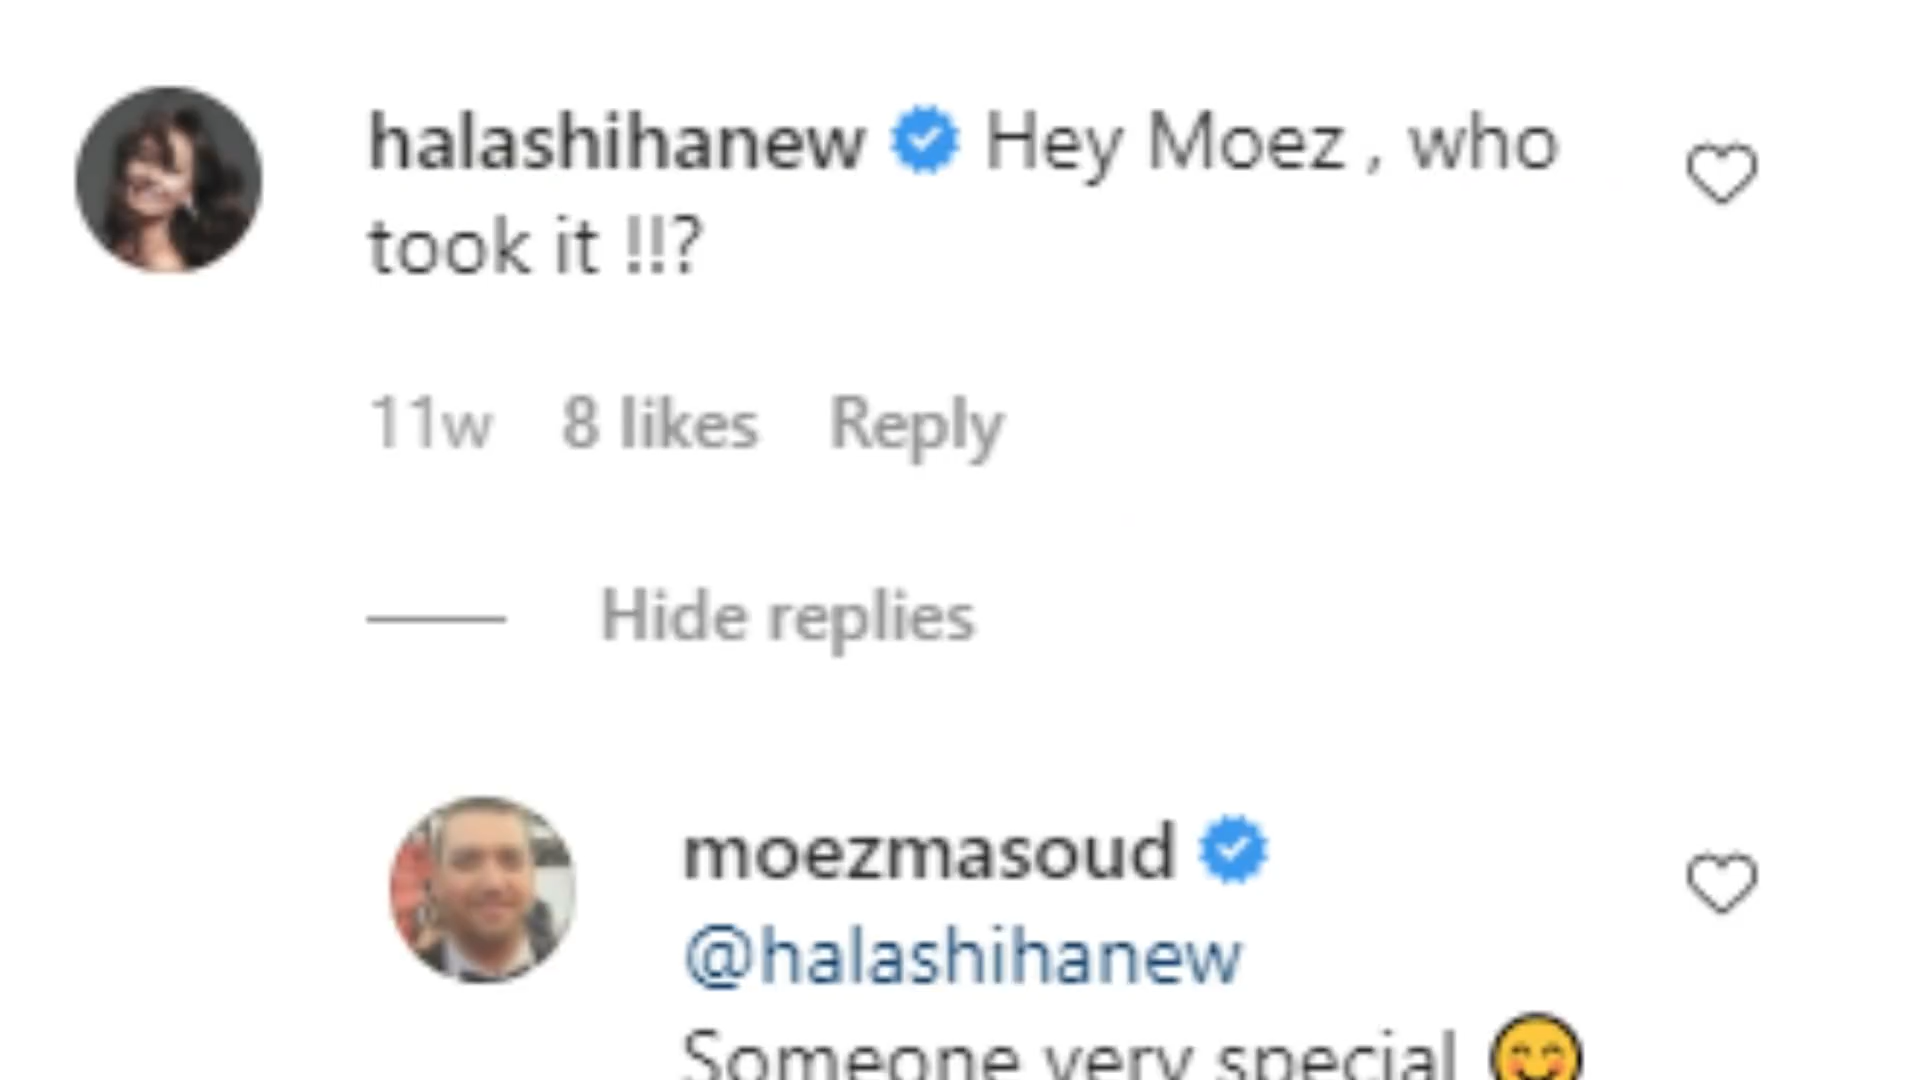 halashihanew Hey Moez , who
took it !!?
11w 8 likes Reply
Hide replies
moezmasoud
@halashihanew
Someone very special 😊